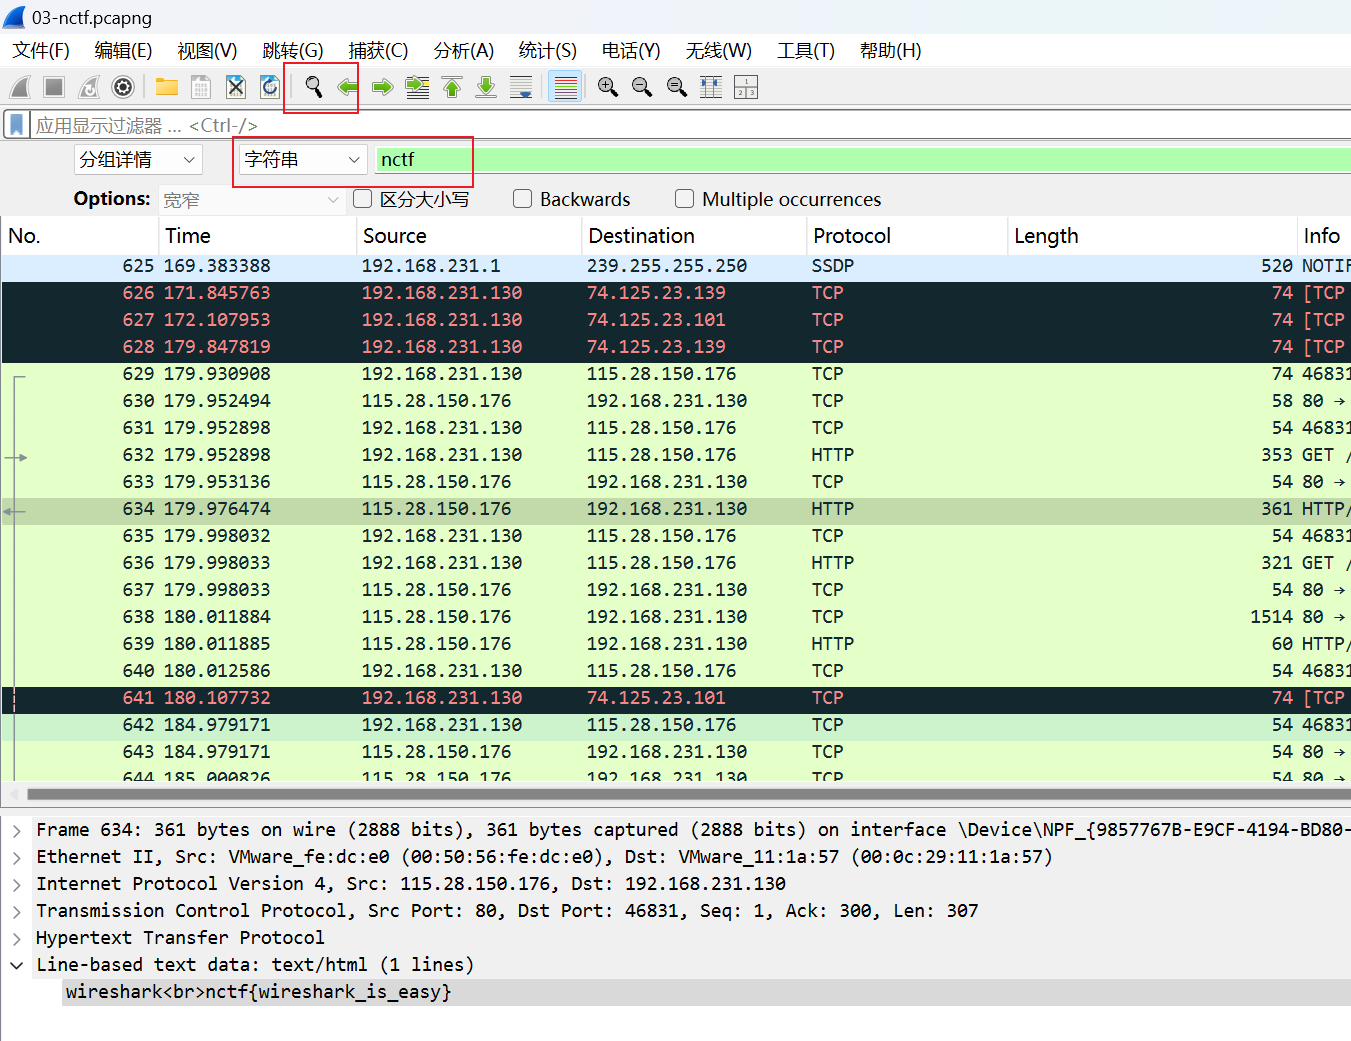 03-nctf.pcapng
文件(F) 编辑(E) 视图(V) 跳转(G) 捕获(C) 分析(A) 统计(S) 电话(Y) 无线(W) 工具(T) 帮助(H)
应用显示过滤器 … <Ctrl-/>
分组详情 字符串 nctf
Options: 宽窄 区分大小写 Backwards Multiple occurrences
No. Time Source Destination Protocol Length Info
625 169.383388 192.168.231.1 239.255.255.250 SSDP 520 NOTIF
626 171.845763 192.168.231.130 74.125.23.139 TCP 74 [TCP
627 172.107953 192.168.231.130 74.125.23.101 TCP 74 [TCP
628 179.847819 192.168.231.130 74.125.23.139 TCP 74 [TCP
629 179.930908 192.168.231.130 115.28.150.176 TCP 74 46831
630 179.952494 115.28.150.176 192.168.231.130 TCP 58 80 →
631 179.952898 192.168.231.130 115.28.150.176 TCP 54 46831
632 179.952898 192.168.231.130 115.28.150.176 HTTP 353 GET /
633 179.953136 115.28.150.176 192.168.231.130 TCP 54 80 →
634 179.976474 115.28.150.176 192.168.231.130 HTTP 361 HTTP/
635 179.998032 192.168.231.130 115.28.150.176 TCP 54 46831
636 179.998033 192.168.231.130 115.28.150.176 HTTP 321 GET /
637 179.998033 115.28.150.176 192.168.231.130 TCP 54 80 →
638 180.011884 115.28.150.176 192.168.231.130 TCP 1514 80 →
639 180.011885 115.28.150.176 192.168.231.130 HTTP 60 HTTP/
640 180.012586 192.168.231.130 115.28.150.176 TCP 54 46831
641 180.107732 192.168.231.130 74.125.23.101 TCP 74 [TCP
642 184.979171 192.168.231.130 115.28.150.176 TCP 54 46831
643 184.979171 115.28.150.176 192.168.231.130 TCP 54 80 →
644 185.000826 115.28.150.176 192.168.231.130 TCP 54 80 →
Frame 634: 361 bytes on wire (2888 bits), 361 bytes captured (2888 bits) on interface \Device\NPF_{9857767B-E9CF-4194-BD80-
Ethernet II, Src: VMware_fe:dc:e0 (00:50:56:fe:dc:e0), Dst: VMware_11:1a:57 (00:0c:29:11:1a:57)
Internet Protocol Version 4, Src: 115.28.150.176, Dst: 192.168.231.130
Transmission Control Protocol, Src Port: 80, Dst Port: 46831, Seq: 1, Ack: 300, Len: 307
Hypertext Transfer Protocol
Line-based text data: text/html (1 lines)
wireshark<br>nctf{wireshark_is_easy}